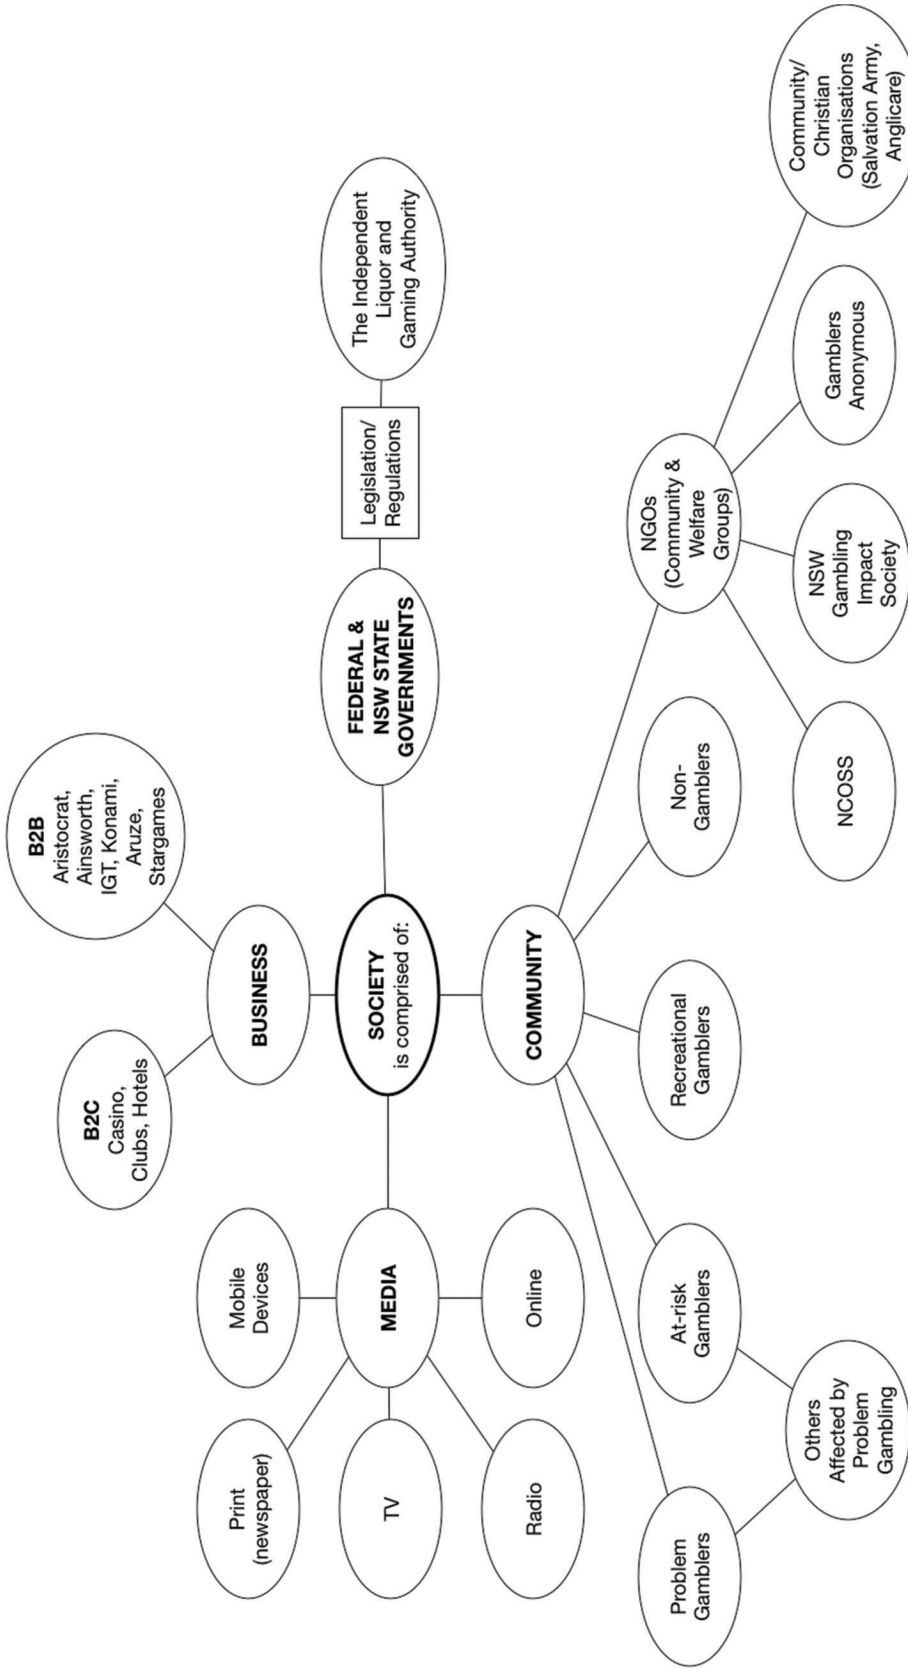 B2C
Casino,
Clubs, Hotels
B2B
Aristocrat,
Ainsworth,
IGT, Konami,
Aruze,
Stargames
BUSINESS
Mobile
Devices
Print
(newspaper)
TV
MEDIA
Radio
Online
SOCIETY
is comprised of:
FEDERAL &
NSW STATE
GOVERNMENTS
Legislation/
Regulations
The Independent
Liquor and
Gaming Authority
COMMUNITY
Problem
Gamblers
At-risk
Gamblers
Others
Affected by
Problem
Gambling
Recreational
Gamblers
Non-
Gamblers
NGOs
(Community &
Welfare
Groups)
NCOSS
NSW
Gambling
Impact
Society
Gamblers
Anonymous
Community/
Christian
Organisations
(Salvation Army,
Anglicare)